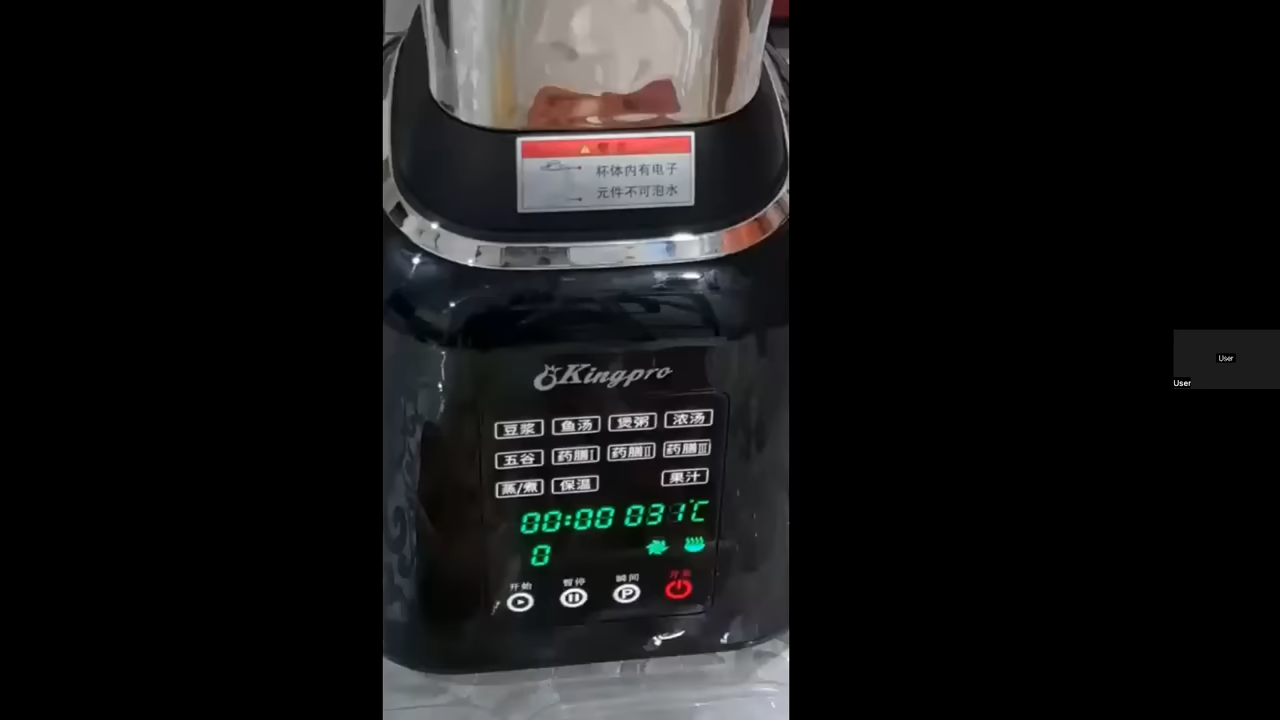 杯体内有电子
元件不可泡水
Kingpro
豆浆 鱼汤 煲粥 浓汤
五谷 药膳I 药膳II 药膳III
蒸/煮 保温 果汁
00:00 031℃
0
开始 暂停 瞬间 开关
P
User
User